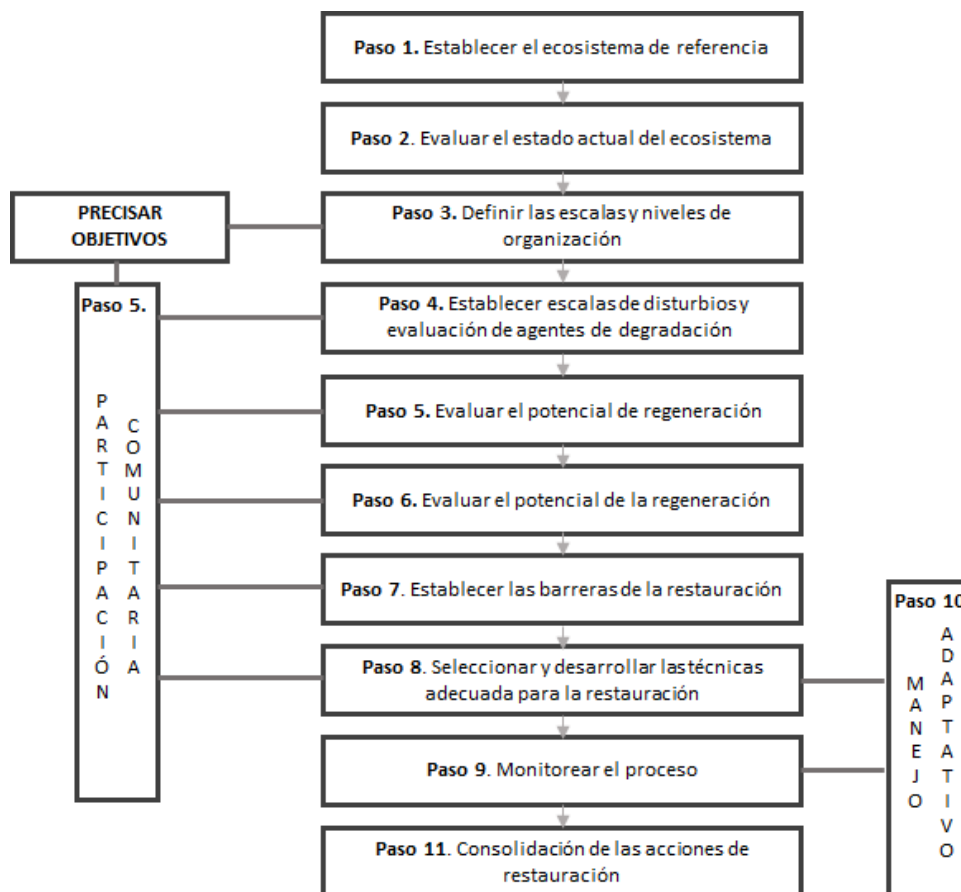 Paso 1. Establecer el ecosistema de referencia
Paso 2. Evaluar el estado actual del ecosistema
PRECISAR
OBJETIVOS
Paso 3. Definir las escalas y niveles de
organización
Paso 5.
PARTICIPACIÓN
COMUNITARIA
Paso 4. Establecer escalas de disturbios y
evaluación de agentes de degradación
Paso 5. Evaluar el potencial de regeneración
Paso 6. Evaluar el potencial de la regeneración
Paso 7. Establecer las barreras de la restauración
Paso 8. Seleccionar y desarrollar las técnicas
adecuada para la restauración
Paso 9. Monitorear el proceso
Paso 10
MANEJO
ADAPTATIVO
Paso 11. Consolidación de las acciones de
restauración